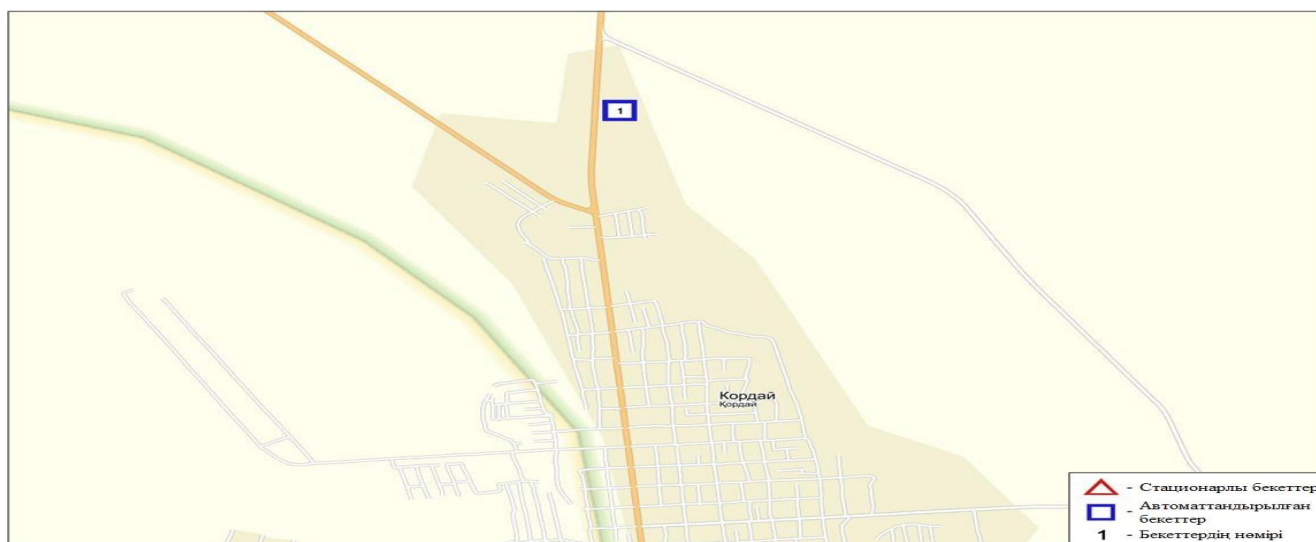 1
Кордай
Қордай
- Стационарлы бекеттер
- Автоматтандырылған
бекеттер
1 - Бекеттердің нөмірі